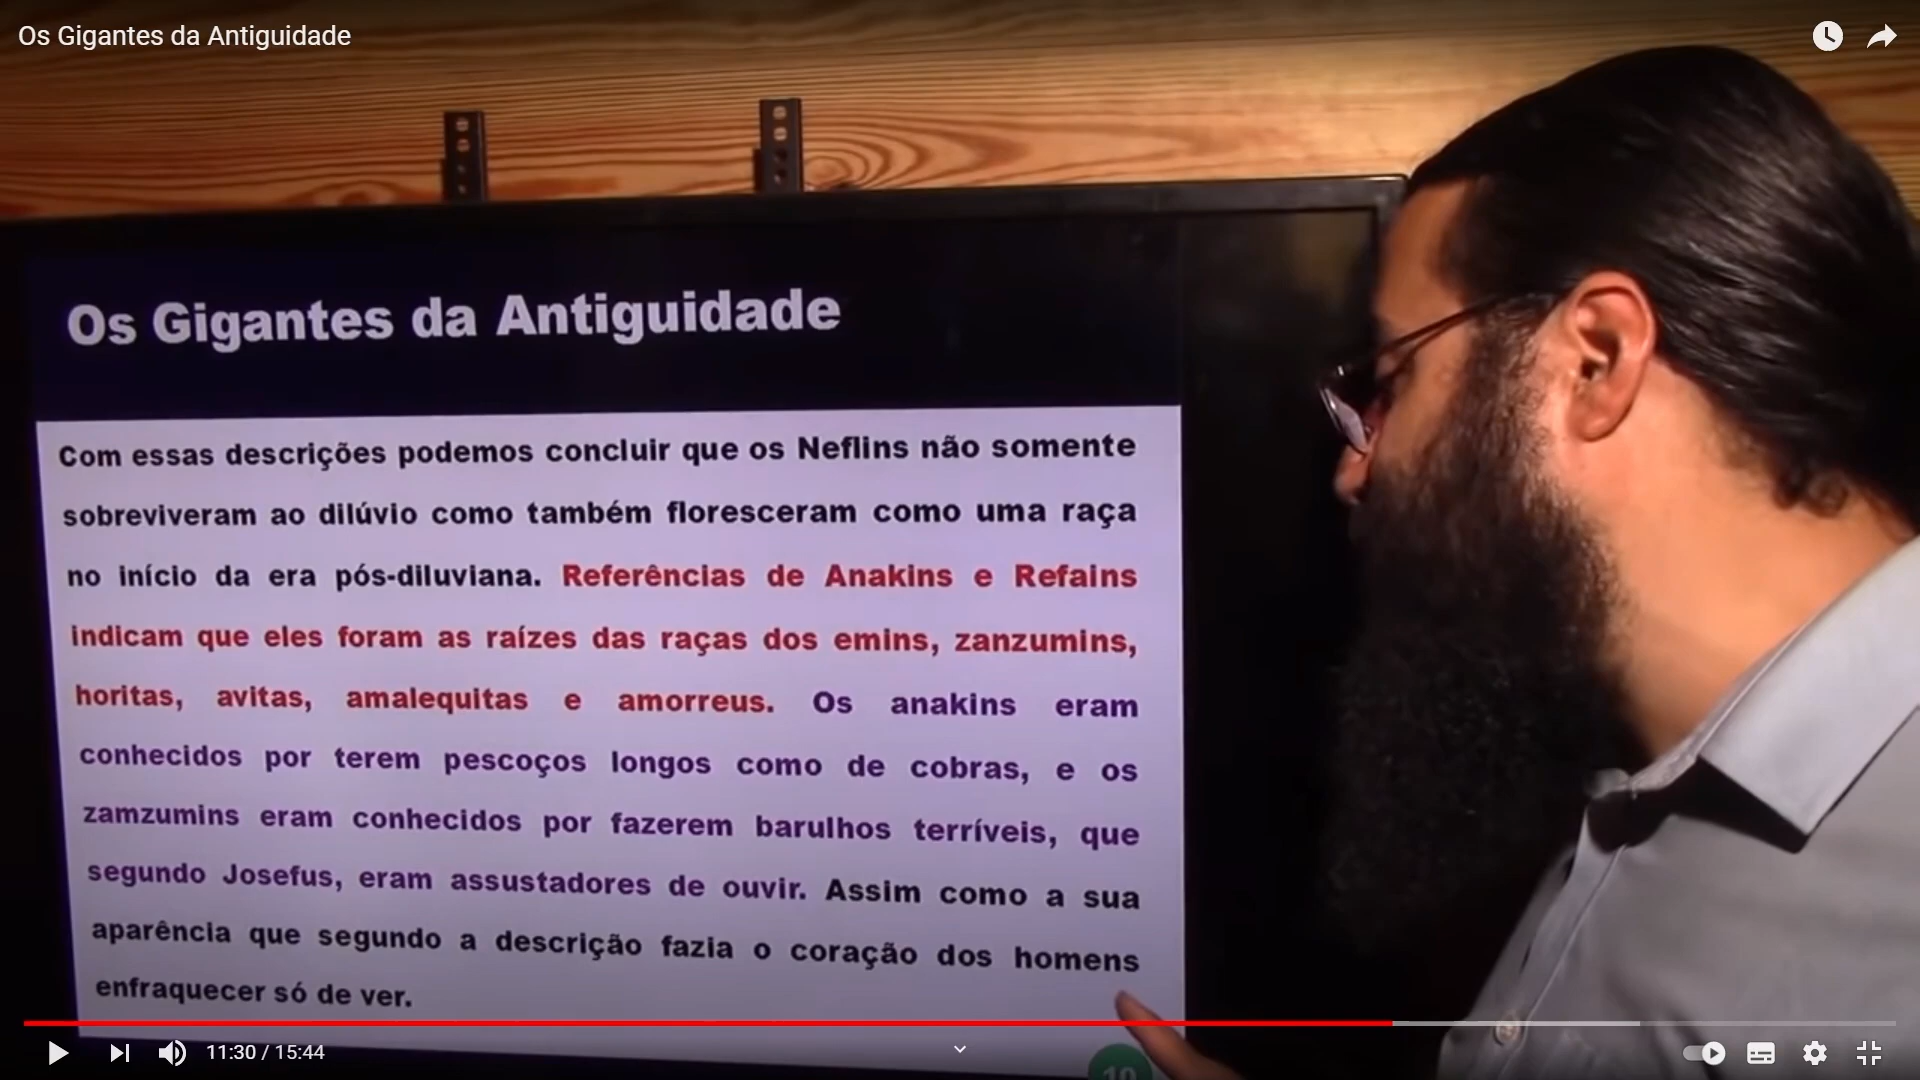 Os Gigantes da Antiguidade
Os Gigantes da Antiguidade
Com essas descrições podemos concluir que os Neflins não somente
sobreviveram ao dilúvio como também floresceram como uma raça
no início da era pós-diluviana. Referências de Anakins e Refains
indicam que eles foram as raízes das raças dos emins, zanzumins,
horitas, avitas, amalequitas e amorreus. Os anakins eram
conhecidos por terem pescoços longos como de cobras, e os
zamzumins eram conhecidos por fazerem barulhos terríveis, que
segundo Josefus, eram assustadores de ouvir. Assim como a sua
aparência que segundo a descrição fazia o coração dos homens
enfraquecer só de ver.
11:30 / 15:44